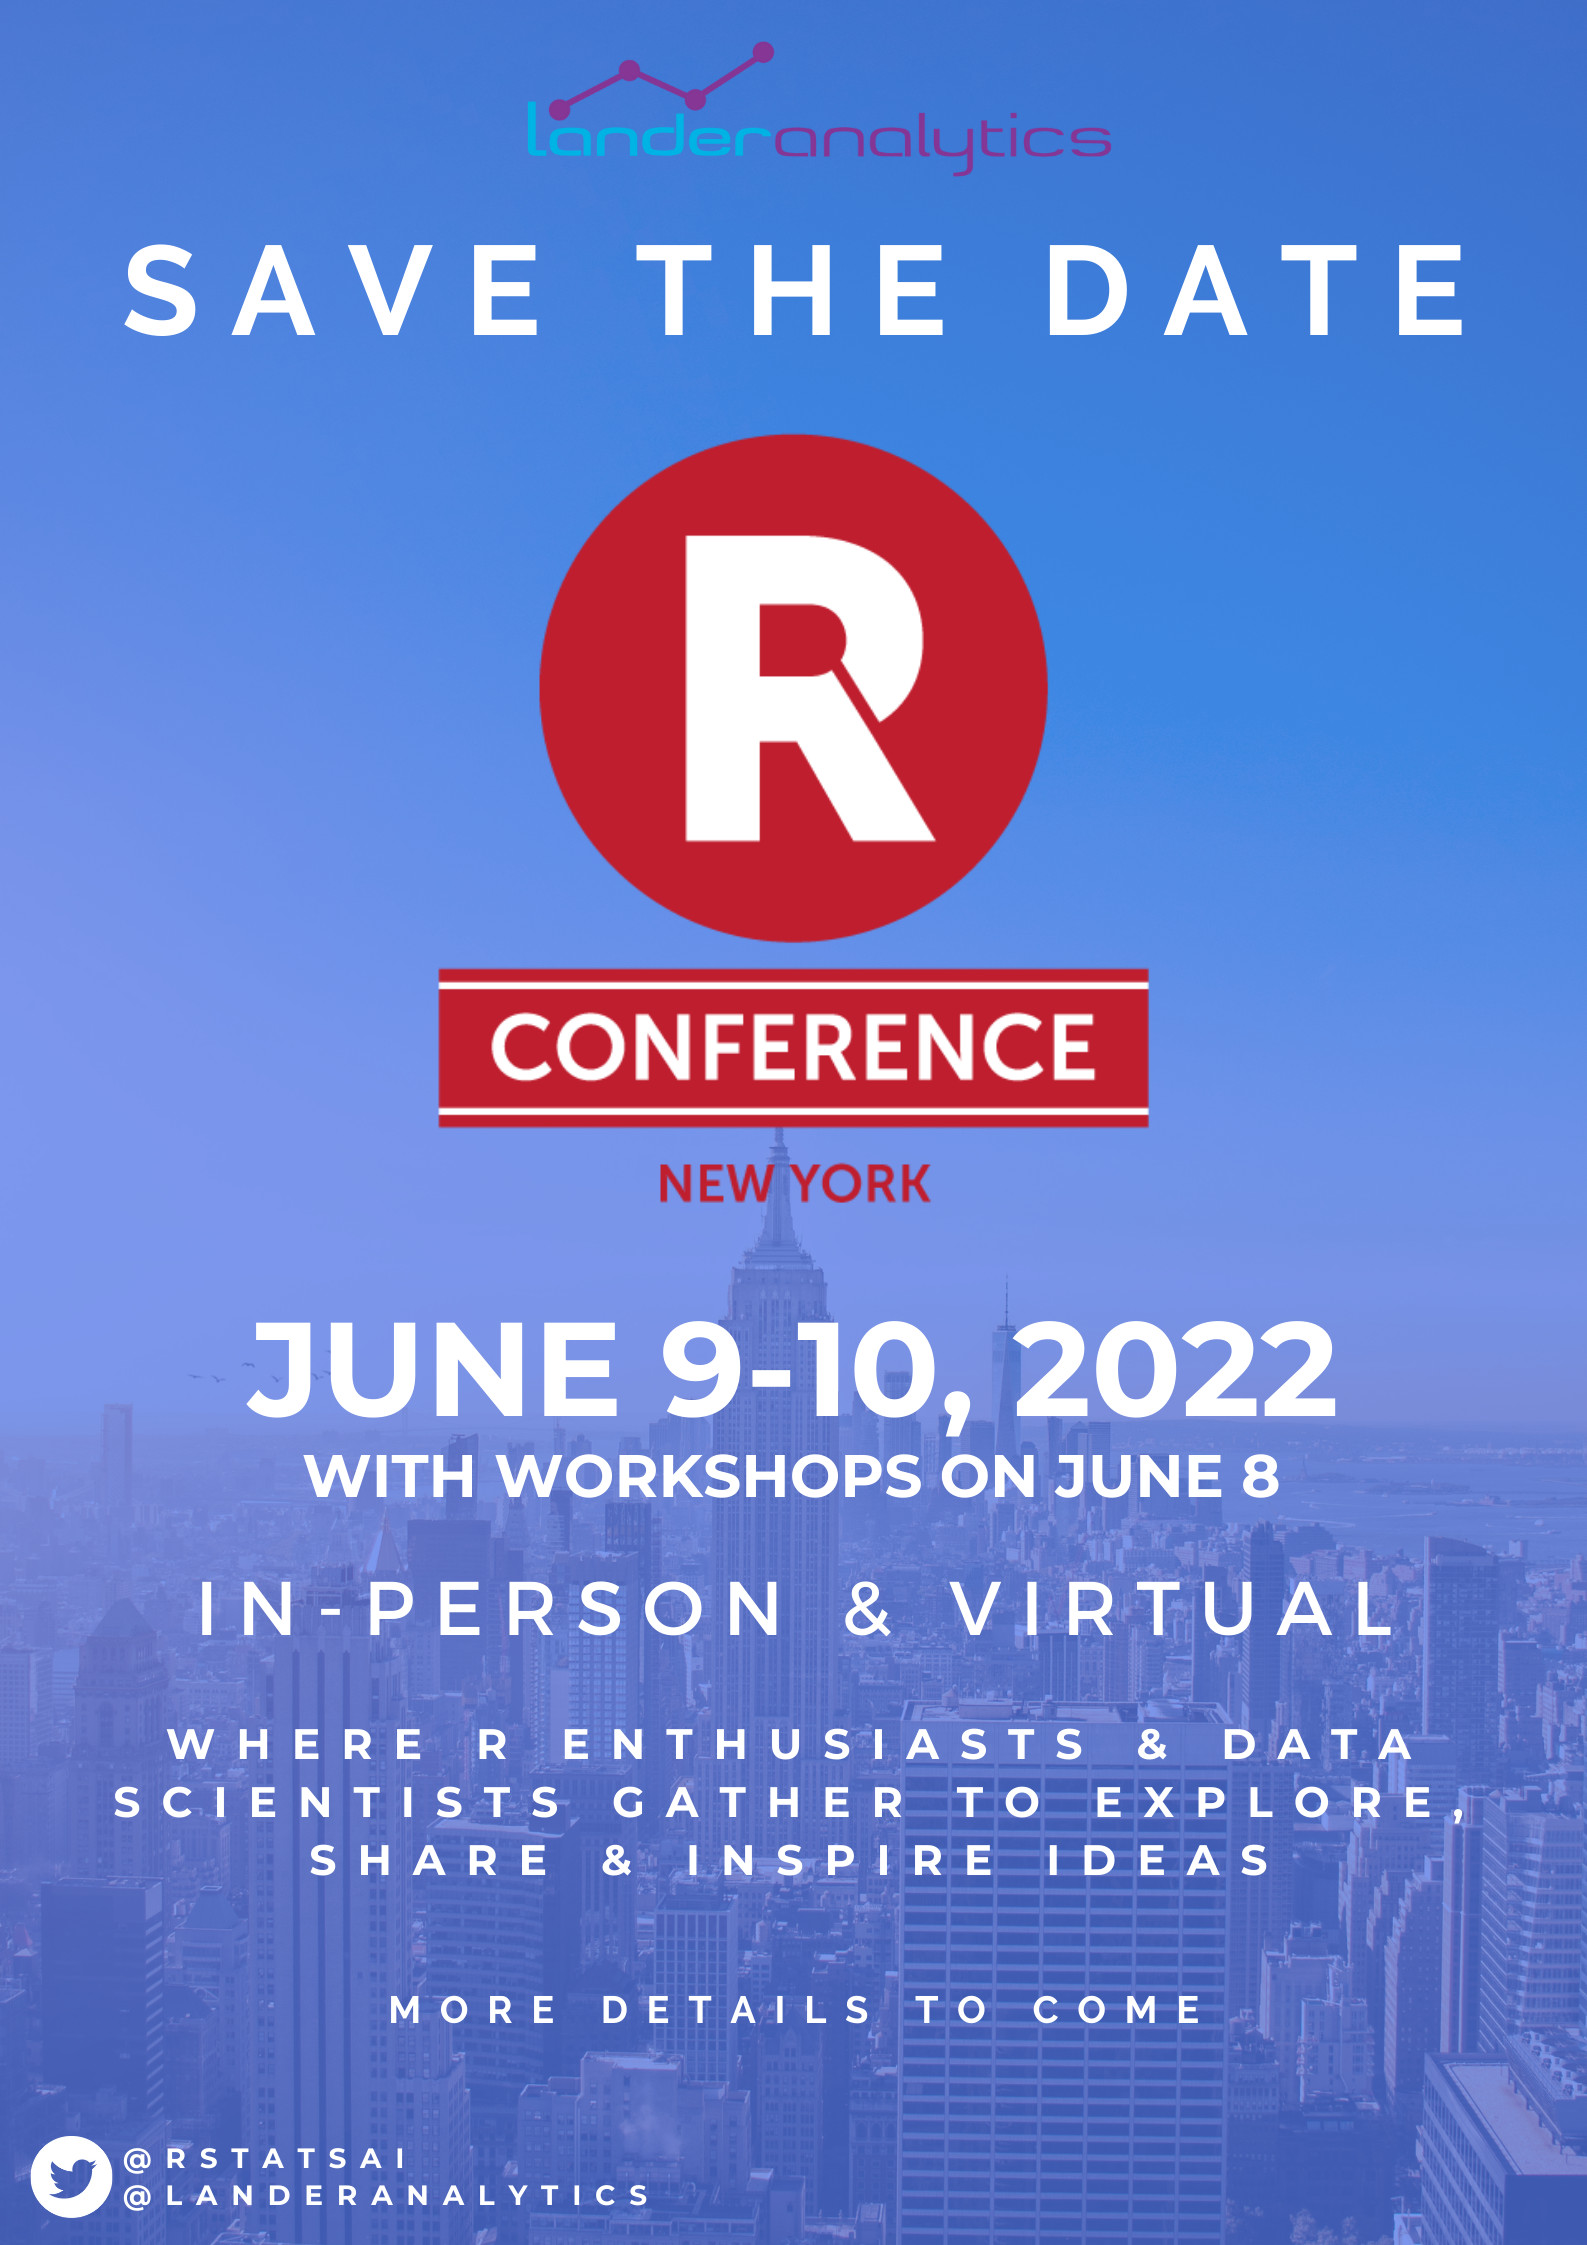 landeranalytics
SAVE THE DATE
R
CONFERENCE
NEW YORK
JUNE 9-10, 2022
WITH WORKSHOPS ON JUNE 8
IN-PERSON & VIRTUAL
WHERE R ENTHUSIASTS & DATA
SCIENTISTS GATHER TO EXPLORE,
SHARE & INSPIRE IDEAS
MORE DETAILS TO COME
@RSTATSAI
@LANDERANALYTICS